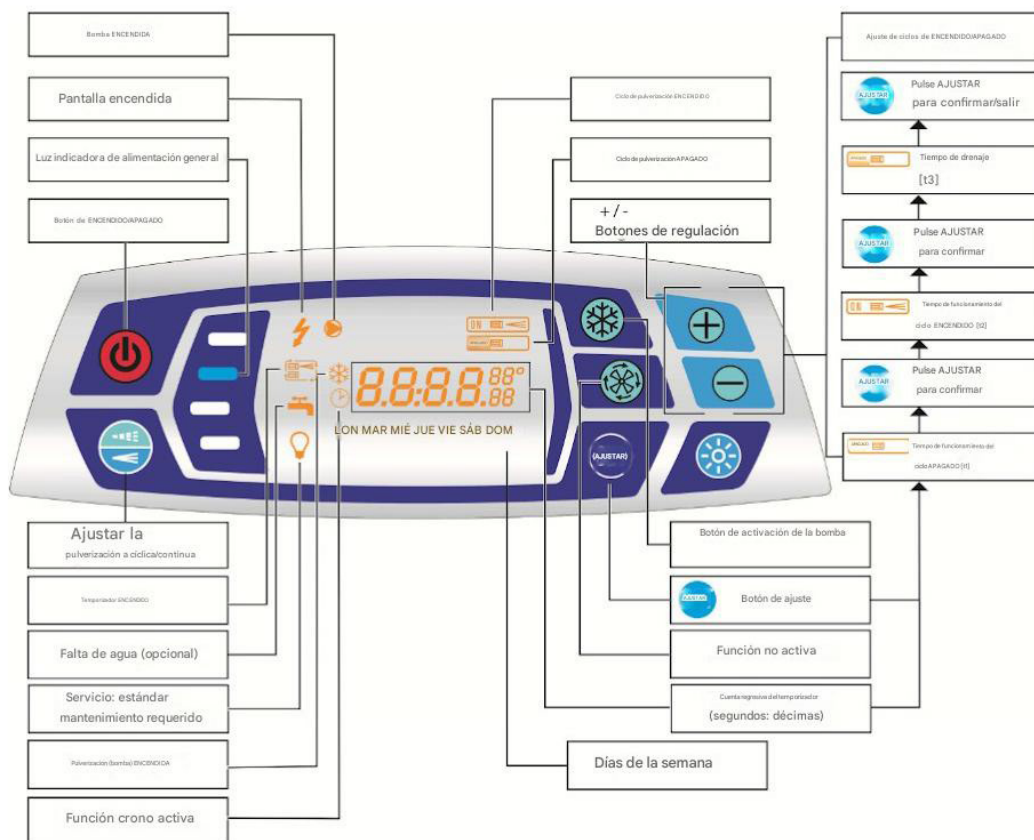 Bomba ENCENDIDA
Pantalla encendida
Luz indicadora de alimentación general
Botón de ENCENDIDO/APAGADO
Ciclo de pulverización ENCENDIDO
Ciclo de pulverización APAGADO
+ / -
Botones de regulación
Ajuste de ciclos de ENCENDIDO/APAGADO
AJUSTAR
Pulse AJUSTAR
para confirmar/salir
Tiempo de drenaje
[t3]
AJUSTAR
Pulse AJUSTAR
para confirmar
ON
Tiempo de funcionamiento del
ciclo ENCENDIDO [t2]
AJUSTAR
Pulse AJUSTAR
para confirmar
APAGADO
Tiempo de funcionamiento del
ciclo APAGADO [t1]
ON
APAGADO
8.8:8.8.88°
88
LON MAR MIÉ JUE VIE SÁB DOM
(AJUSTAR)
Ajustar la
pulverización a cíclica/continua
Temporizador ENCENDIDO
Falta de agua (opcional)
Servicio: estándar
mantenimiento requerido
Pulverización (bomba) ENCENDIDA
Función crono activa
Botón de activación de la bomba
AJUSTAR
Botón de ajuste
Función no activa
Cuenta regresiva del temporizador
(segundos: décimas)
Días de la semana